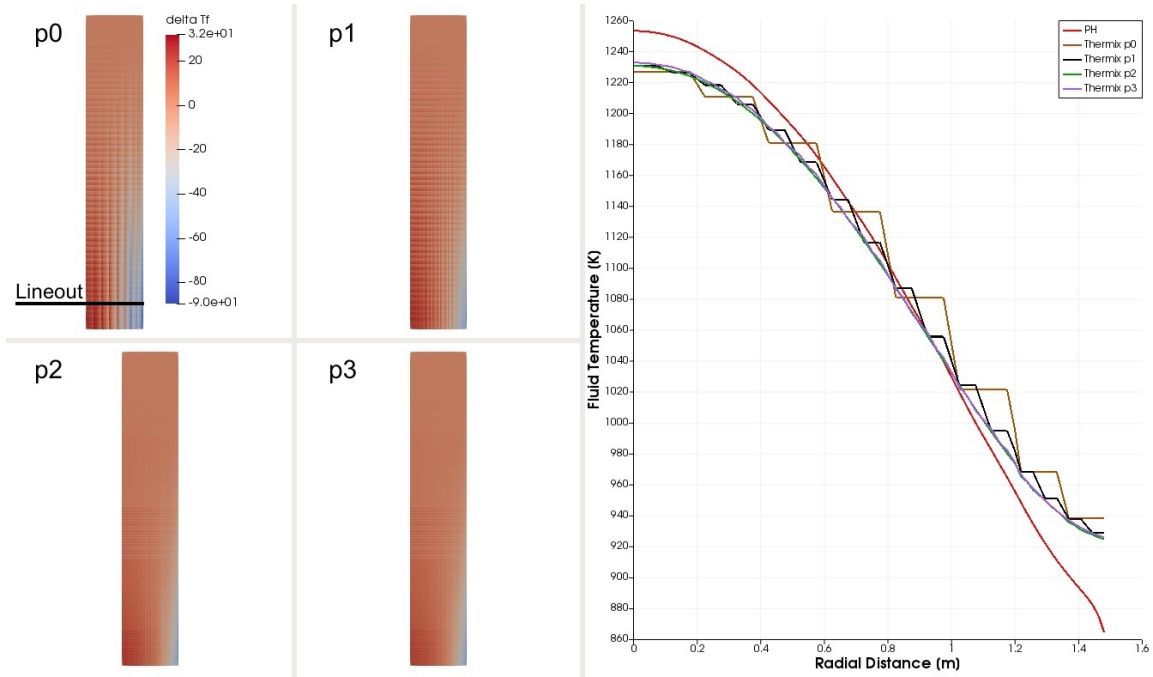 p0
delta Tf
3.2e+01
20
0
-20
-40
-60
-80
-9.0e+01
Lineout
p1
p2
p3
1260
1240
1220
1200
1180
1160
1140
1120
1100
1080
1060
1040
1020
1000
980
960
940
920
900
880
860
Fluid Temperature (K)
PH
Thermix p0
Thermix p1
Thermix p2
Thermix p3
0 0.2 0.4 0.6 0.8 1 1.2 1.4 1.6
Radial Distance (m)